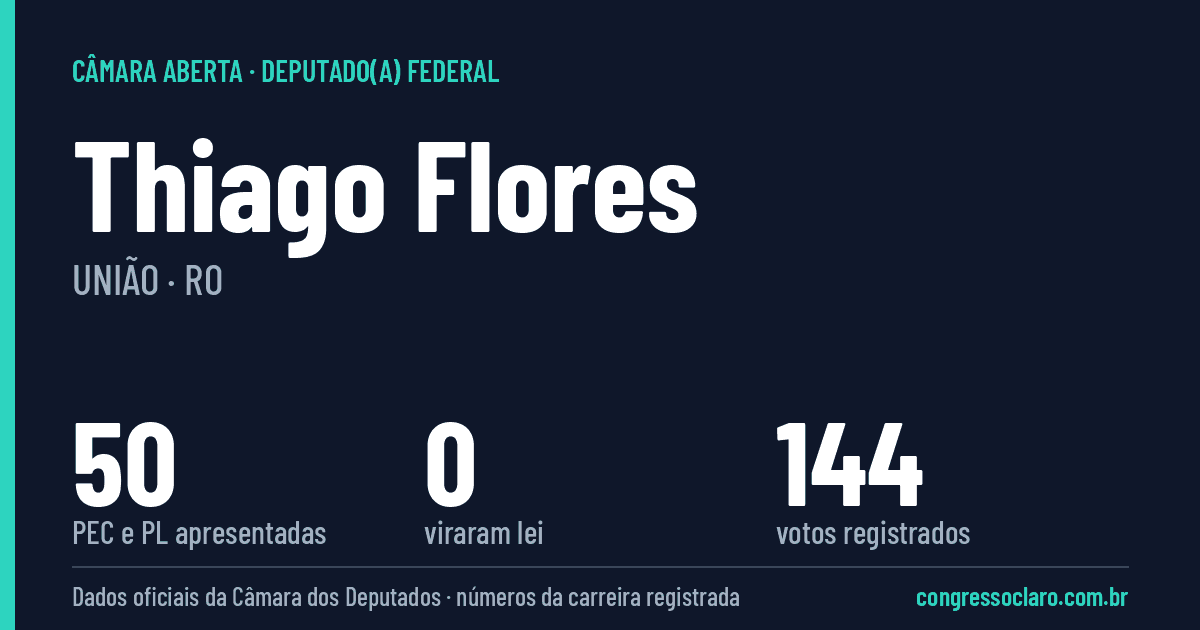 CÂMARA ABERTA · DEPUTADO(A) FEDERAL
Thiago Flores
UNIÃO · RO
50 0 144
PEC e PL apresentadas viraram lei votos registrados
Dados oficiais da Câmara dos Deputados · números da carreira registrada congressoclaro.com.br